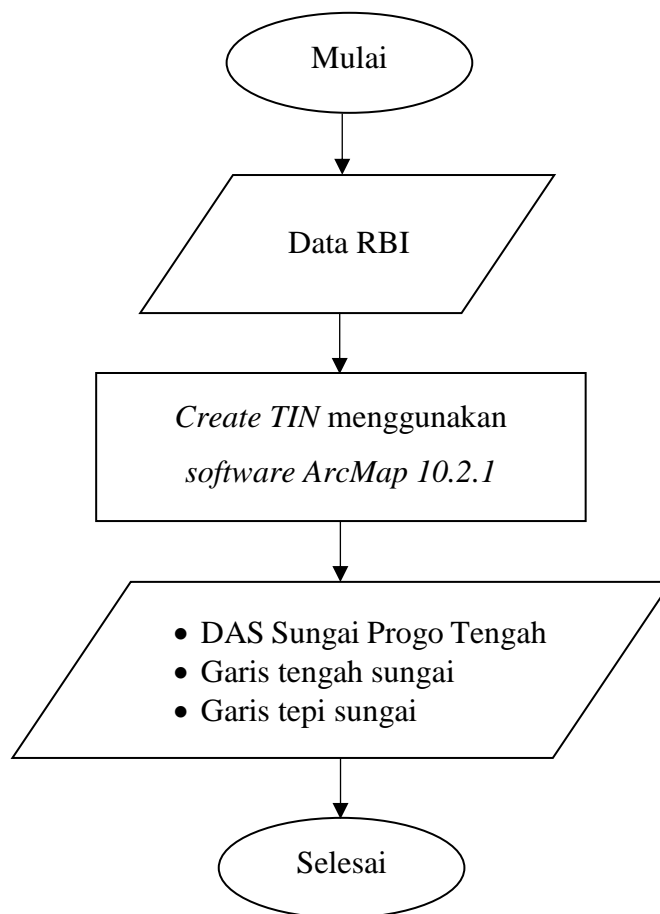 Mulai
Data RBI
Create TIN menggunakan
software ArcMap 10.2.1
• DAS Sungai Progo Tengah
• Garis tengah sungai
• Garis tepi sungai
Selesai